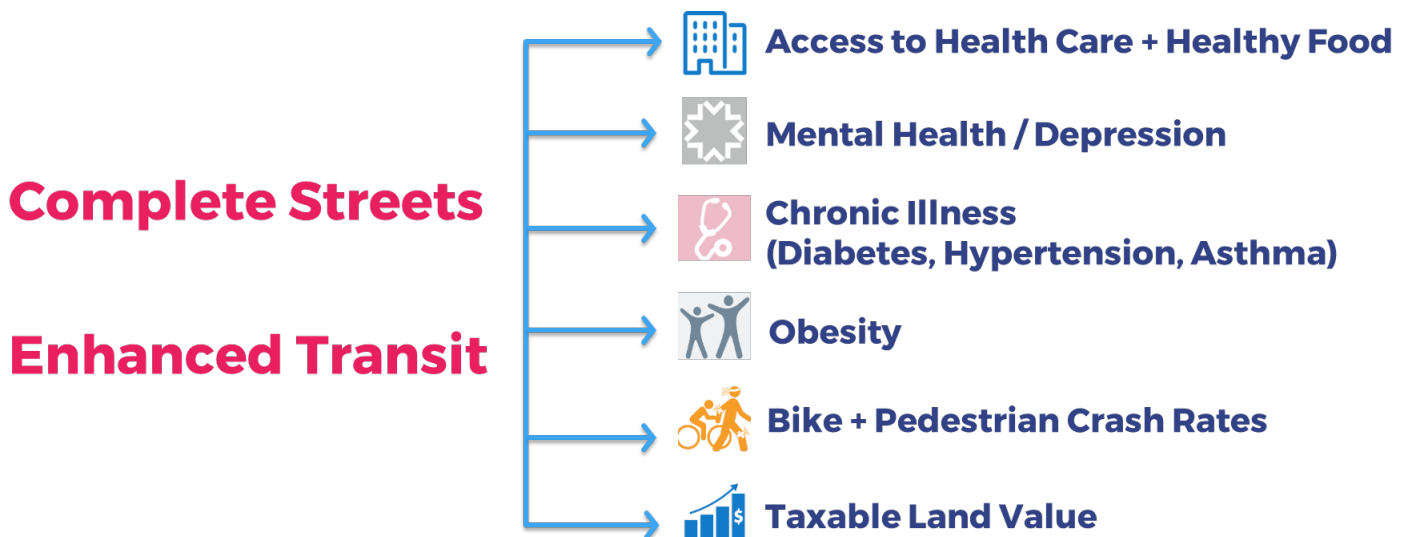 Complete Streets
Enhanced Transit
Access to Health Care + Healthy Food
Mental Health / Depression
Chronic Illness
(Diabetes, Hypertension, Asthma)
Obesity
Bike + Pedestrian Crash Rates
$
Taxable Land Value